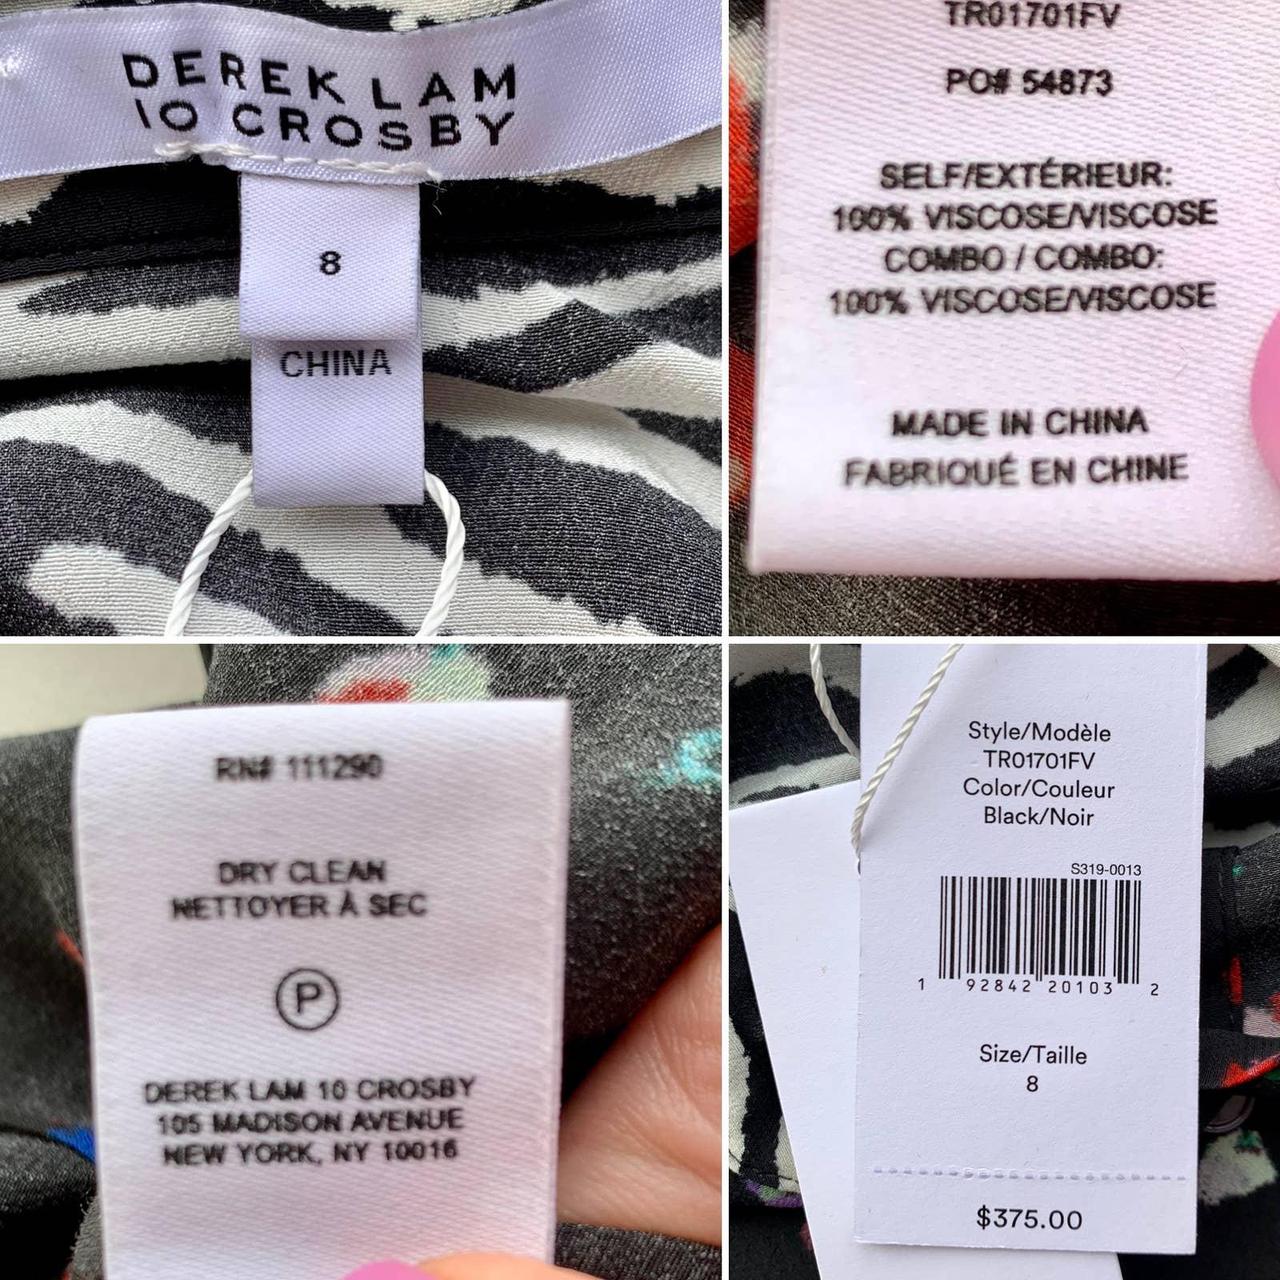 DEREK LAM
10 CROSBY
8
CHINA
TR01701FV
PO# 54873
SELF/EXTÉRIEUR:
100% VISCOSE/VISCOSE
COMBO / COMBO:
100% VISCOSE/VISCOSE
MADE IN CHINA
FABRIQUÉ EN CHINE
RN# 111290
DRY CLEAN
NETTOYER À SEC
P
DEREK LAM 10 CROSBY
105 MADISON AVENUE
NEW YORK, NY 10016
Style/Modèle
TR01701FV
Color/Couleur
Black/Noir
S319-0013
1 92842 20103 2
Size/Taille
8
$375.00